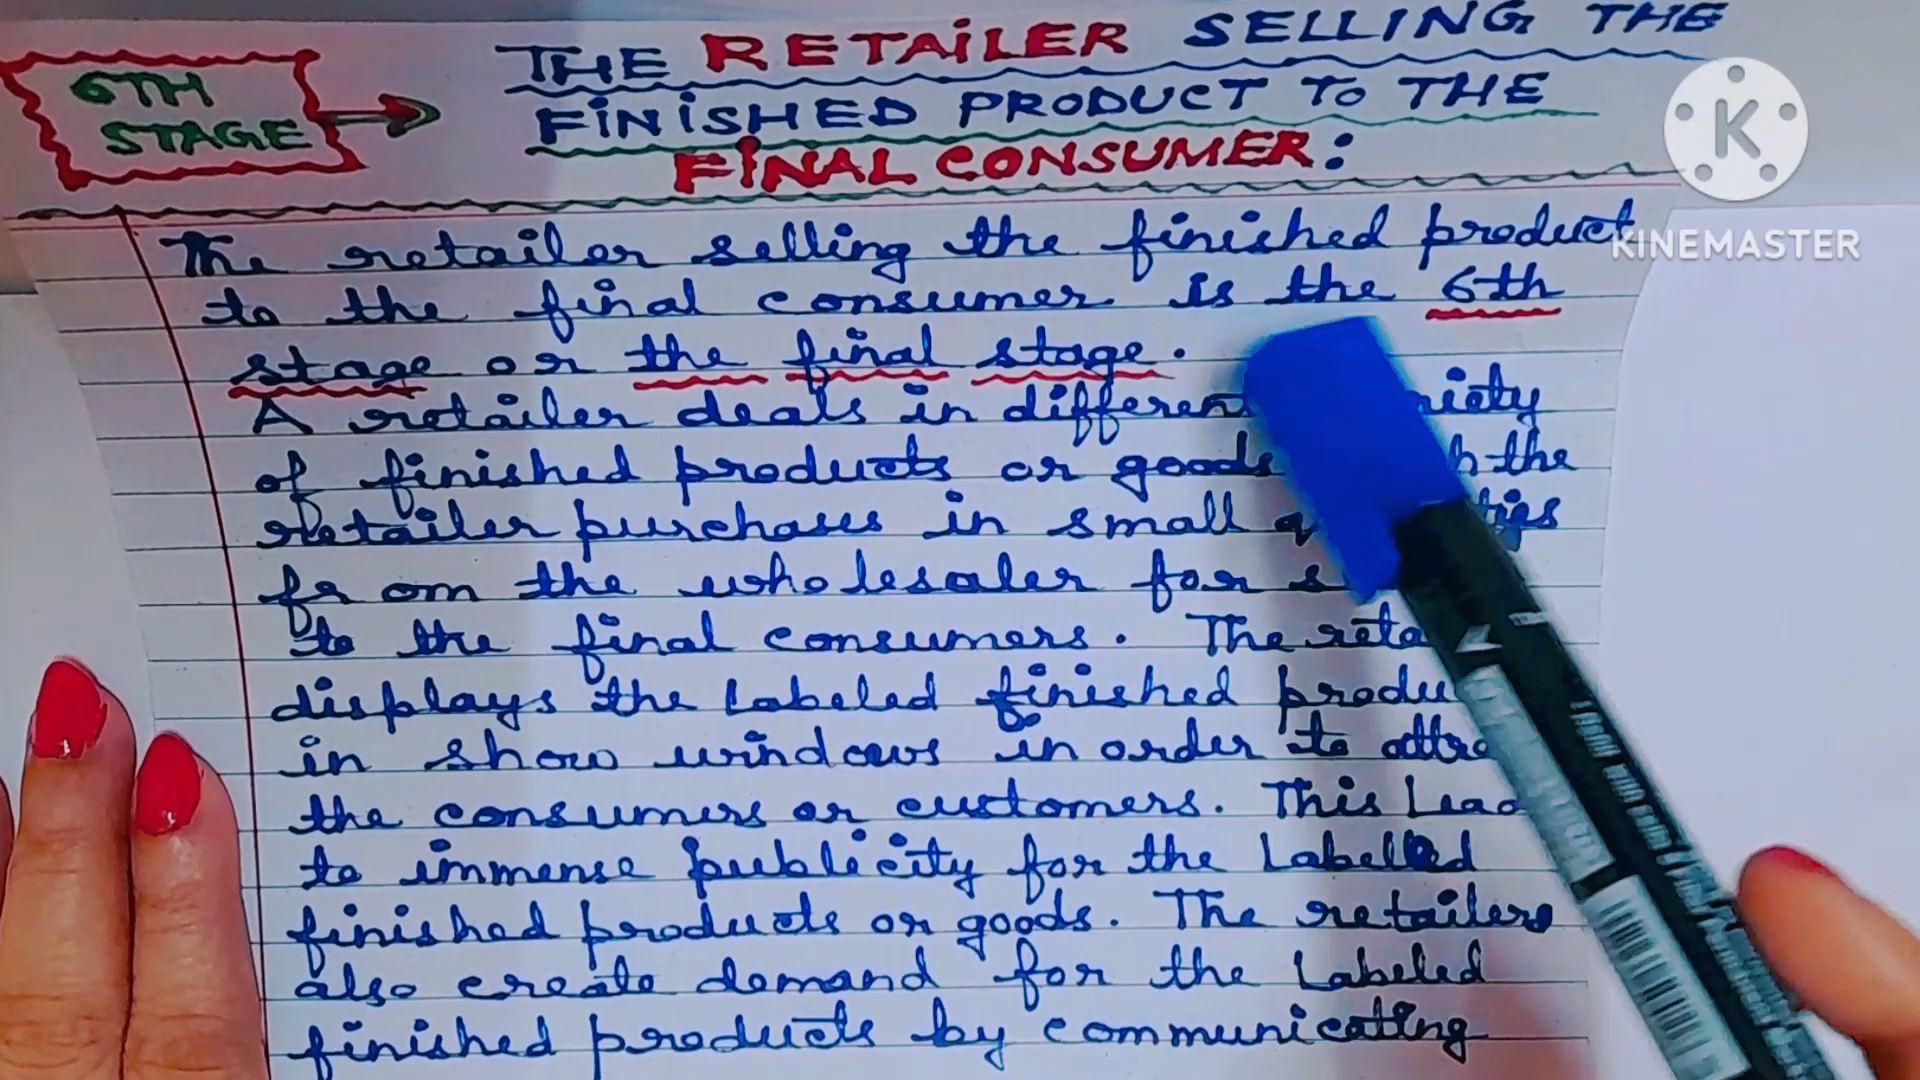 6TH
STAGE
THE RETAILER SELLING THE
FINISHED PRODUCT TO THE
FINAL CONSUMER:
K
KINEMASTER
The retailer selling the finished product
to the final consumer is the 6th
stage or the final stage.
A retailer deals in different
of finished products or goods the
retailer purchases in small
from the wholesaler for
to the final consumers. The
displays the Labeled finished
in show windows in order to
the consumers or customers. This
to immense publicity for the Labelled
finished products or goods. The retailers
also create demand for the Labeled
finished products by communicating